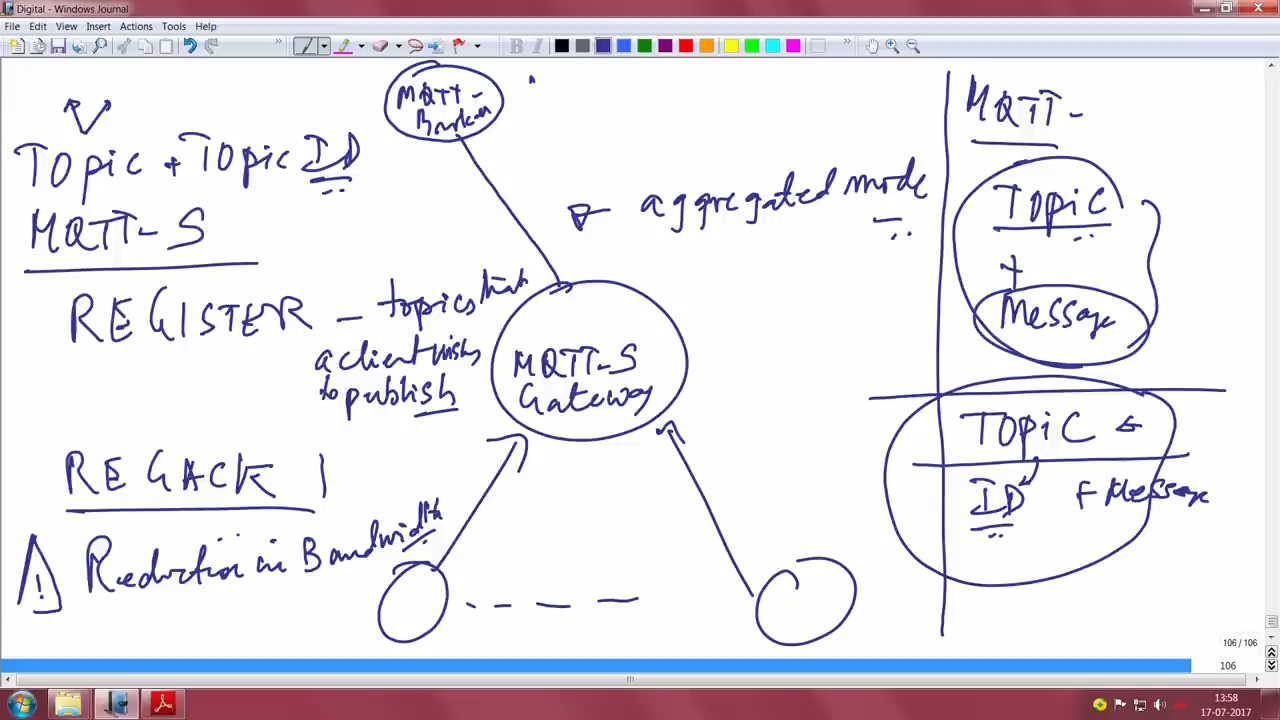 Digital - Windows Journal
File Edit View Insert Actions Tools Help
TOPIC + TOPIC ID
MQTT-S
REGISTER - topics that
a client wishes
to publish
REGACK
! Reduction in Bandwidth
MQTT-
Broker
aggregated mode
MQTT-S
Gateway
MQTT-
TOPIC
+
Message
TOPIC
ID + Message
106 / 106
106
13:58
17-07-2017